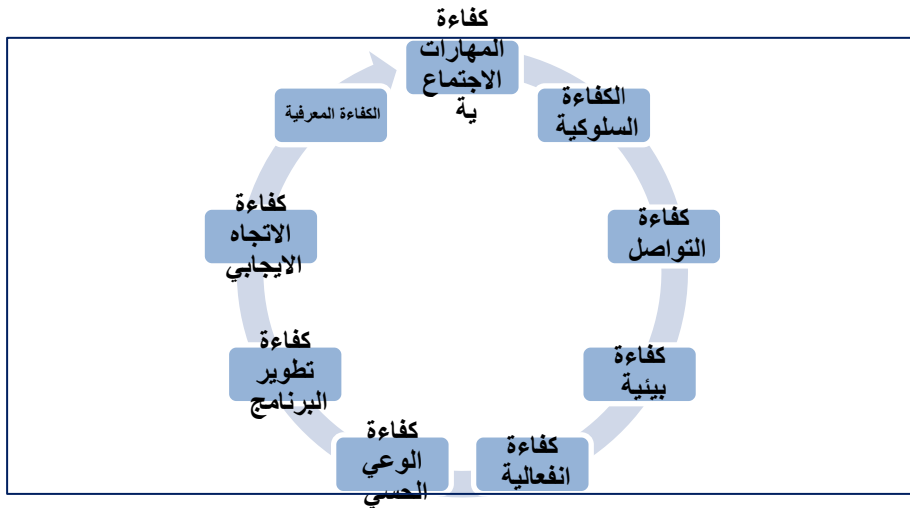 كفاءة
المهارات
الاجتماع
ية
الكفاءة
السلوكية
كفاءة
التواصل
كفاءة
بيئية
كفاءة
انفعالية
كفاءة
الوعي
الحسي
كفاءة
تطوير
البرنامج
كفاءة
الاتجاه
الايجابي
الكفاءة المعرفية